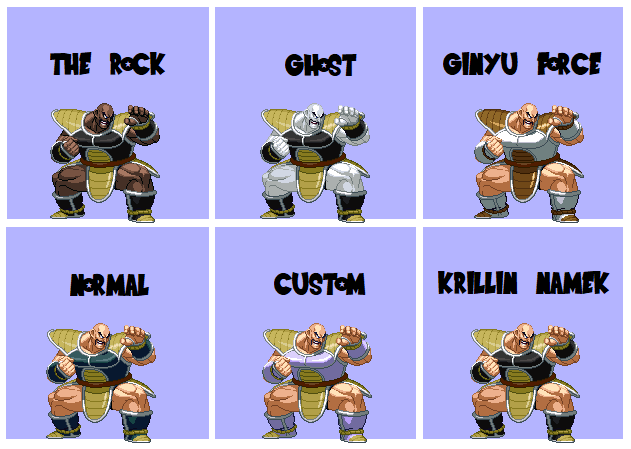 THE ROCK
GHOST
GINYU FORCE
NORMAL
CUSTOM
KRILLIN NAMEK